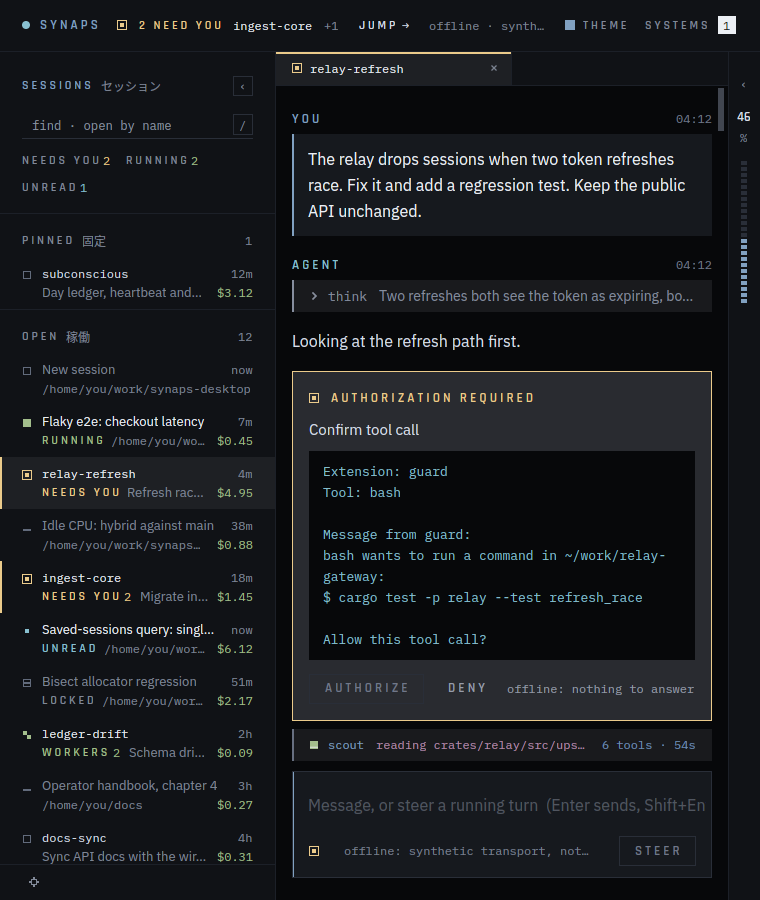 SYNAPS 2 NEED YOU ingest-core +1 JUMP → offline · synth… THEME SYSTEMS 1
SESSIONS セッション ‹
find · open by name /
NEEDS YOU 2 RUNNING 2
UNREAD 1
PINNED 固定 1
subconscious 12m
Day ledger, heartbeat and… $3.12
OPEN 稼働 12
New session now
/home/you/work/synaps-desktop
Flaky e2e: checkout latency 7m
RUNNING /home/you/wo… $0.45
relay-refresh 4m
NEEDS YOU Refresh rac… $4.95
Idle CPU: hybrid against main 38m
/home/you/work/synaps… $0.88
ingest-core 18m
NEEDS YOU 2 Migrate in… $1.45
Saved-sessions query: singl… now
UNREAD /home/you/wor… $6.12
Bisect allocator regression 51m
LOCKED /home/you/wor… $2.17
ledger-drift 2h
WORKERS 2 Schema dri… $0.09
Operator handbook, chapter 4 3h
/home/you/docs $0.27
docs-sync 4h
Sync API docs with the wir… $0.31
relay-refresh ×
YOU 04:12
The relay drops sessions when two token refreshes
race. Fix it and add a regression test. Keep the public
API unchanged.
AGENT 04:12
› think Two refreshes both see the token as expiring, bo…
Looking at the refresh path first.
AUTHORIZATION REQUIRED
Confirm tool call
Extension: guard
Tool: bash
Message from guard:
bash wants to run a command in ~/work/relay-
gateway:
$ cargo test -p relay --test refresh_race
Allow this tool call?
AUTHORIZE DENY offline: nothing to answer
scout reading crates/relay/src/ups… 6 tools · 54s
Message, or steer a running turn (Enter sends, Shift+En
offline: synthetic transport, not… STEER
‹
46
%